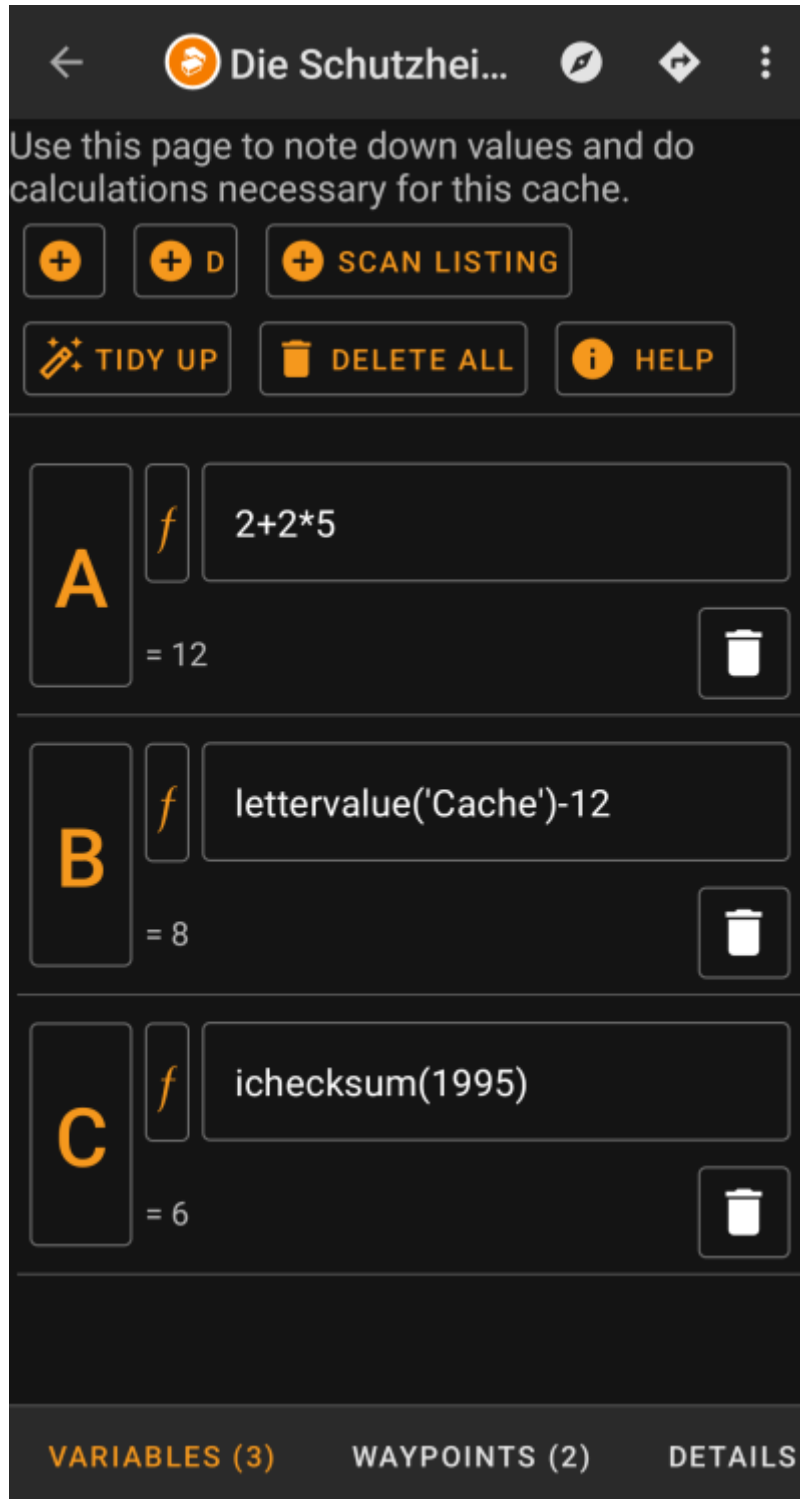 Die Schutzhei...
Use this page to note down values and do
calculations necessary for this cache.
D
SCAN LISTING
TIDY UP
DELETE ALL
HELP
A
f
2+2*5
= 12
B
f
lettervalue('Cache')-12
= 8
C
f
ichecksum(1995)
= 6
VARIABLES (3)
WAYPOINTS (2)
DETAILS